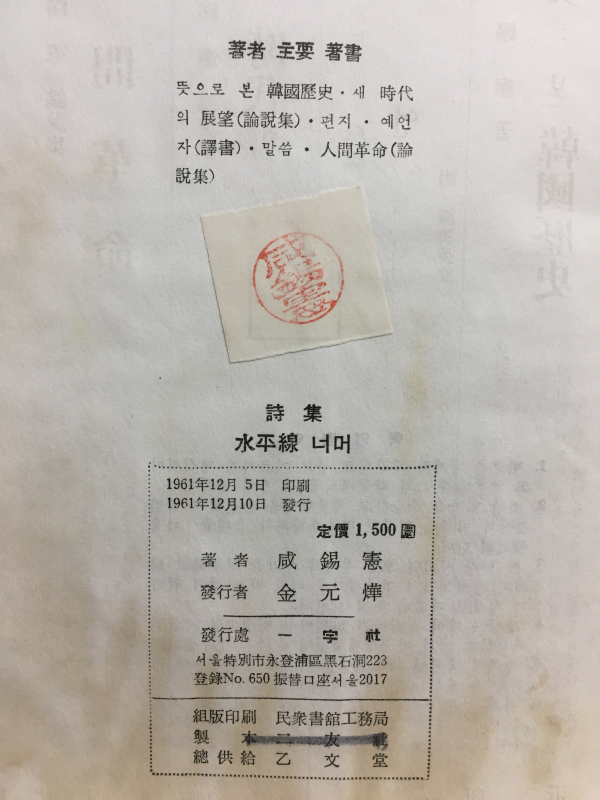 著者 主要 著書
뜻으로 본 韓國歷史・새 時代
의 展望(論說集)・편지・예언
자(譯書)・말씀・人間革命(論
說集)
詩集
水平線 너머
1961年12月 5日 印刷
1961年12月10日 發行
定價 1,500圜
著者 咸錫憲
發行者 金元燁
發行處 一宇社
서울特別市永登浦區黑石洞223
登錄No. 650 振替口座서울2017
組版印刷 民衆書館工務局
製本
總供給 乙文堂